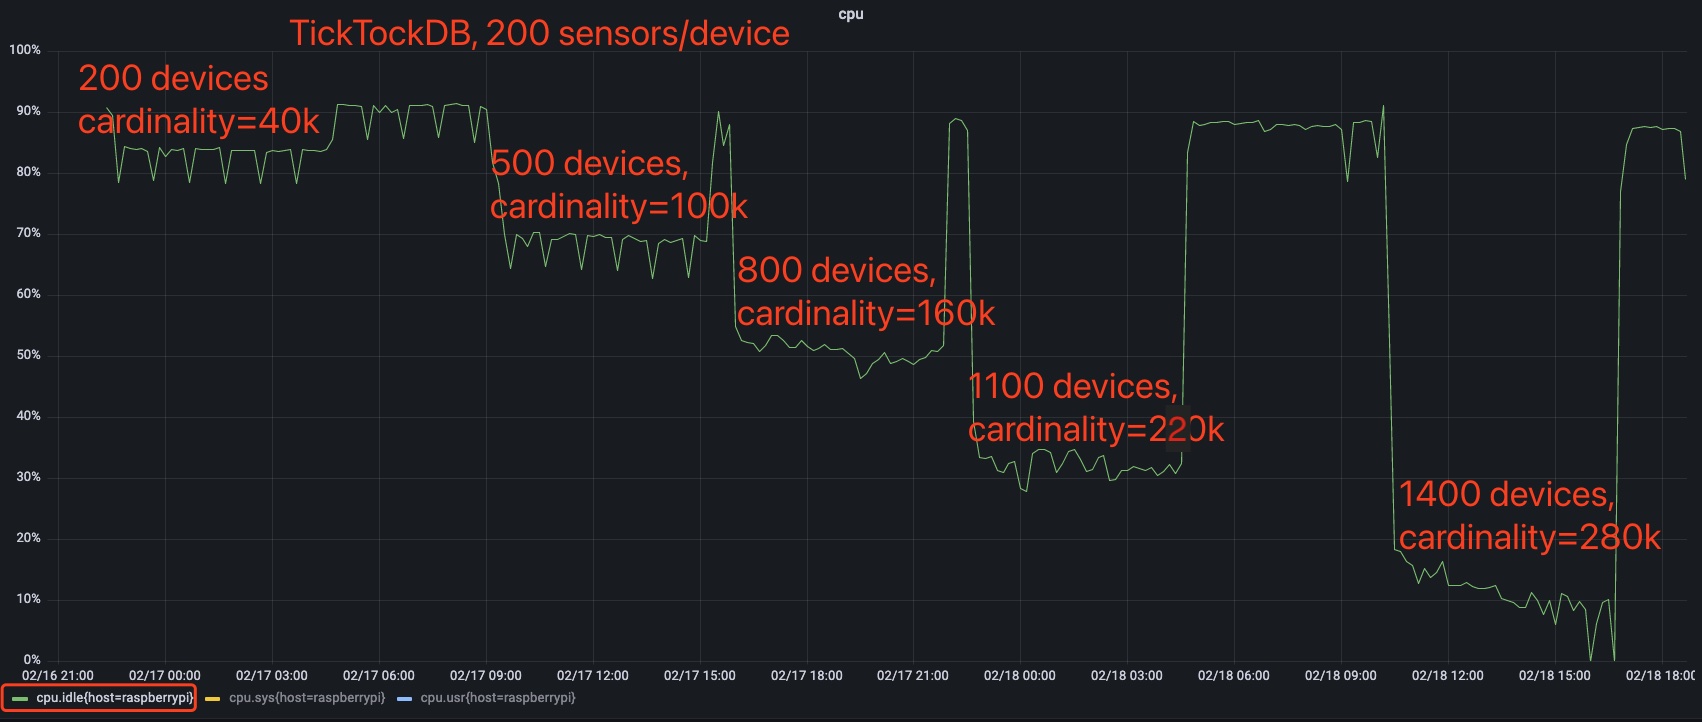 cpu
TickTockDB, 200 sensors/device
100%
200 devices
90%
cardinality=40k
500 devices,
80%
cardinality=100k
70%
800 devices,
60%
cardinality=160k
50%
1100 devices,
40%
cardinality=220k
30%
1400 devices,
20%
cardinality=280k
10%
0%
02/16 21:00 02/17 00:00 02/17 03:00 02/17 06:00 02/17 09:00 02/17 12:00 02/17 15:00 02/17 18:00 02/17 21:00 02/18 00:00 02/18 03:00 02/18 06:00 02/18 09:00 02/18 12:00 02/18 15:00 02/18 18:00
cpu.idle{host=raspberrypi} cpu.sys{host=raspberrypi} cpu.usr{host=raspberrypi}